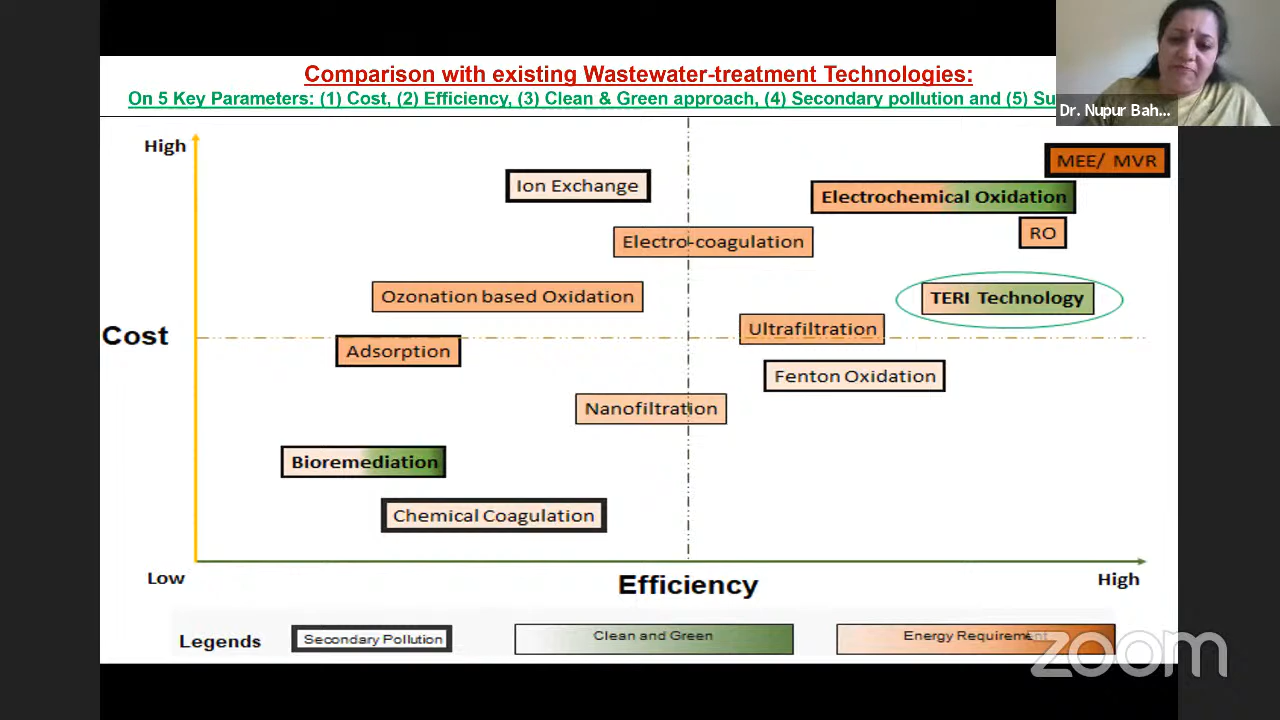 Comparison with existing Wastewater-treatment Technologies:
On 5 Key Parameters: (1) Cost, (2) Efficiency, (3) Clean & Green approach, (4) Secondary pollution and (5)
Dr. Nupur Bah...
High
MEE/ MVR
Ion Exchange
Electrochemical Oxidation
RO
Electro-coagulation
Ozonation based Oxidation
TERI Technology
Cost
Ultrafiltration
Adsorption
Fenton Oxidation
Nanofiltration
Bioremediation
Chemical Coagulation
Low
Efficiency
High
Legends
Secondary Pollution
Clean and Green
Energy Requirement
zoom